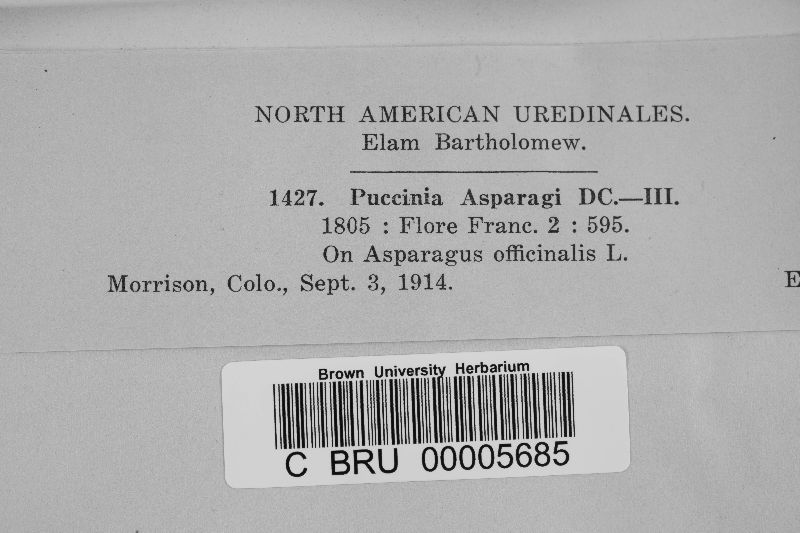 NORTH AMERICAN UREDINALES.
Elam Bartholomew.
1427. Puccinia Asparagi DC.—III.
1805 : Flore Franc. 2 : 595.
On Asparagus officinalis L.
Morrison, Colo., Sept. 3, 1914.
Brown University Herbarium
C BRU 00005685